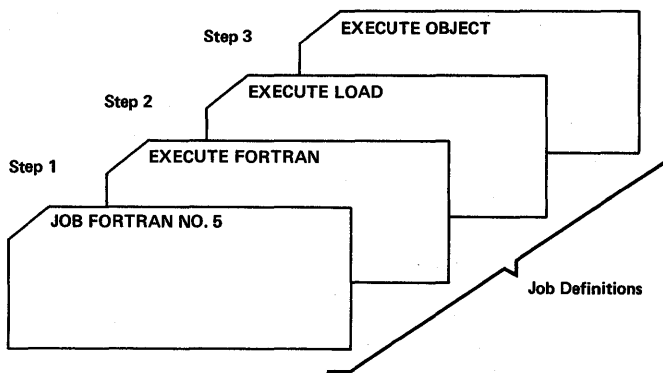 Step 3
EXECUTE OBJECT
Step 2
EXECUTE LOAD
Step 1
EXECUTE FORTRAN
JOB FORTRAN NO. 5
Job Definitions